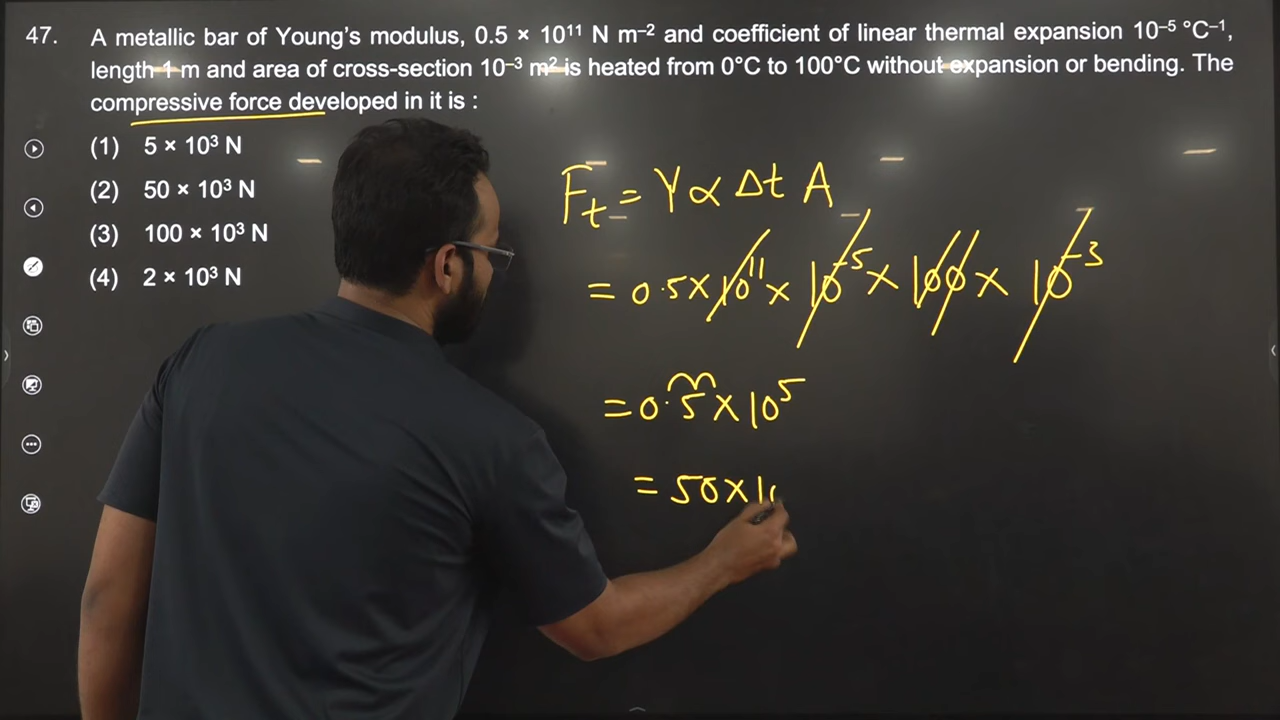 47. A metallic bar of Young's modulus, 0.5 × 10¹¹ N m⁻² and coefficient of linear thermal expansion 10⁻⁵ °C⁻¹,
length 1 m and area of cross-section 10⁻³ m² is heated from 0°C to 100°C without expansion or bending. The
compressive force developed in it is :
(1) 5 × 10³ N
(2) 50 × 10³ N
(3) 100 × 10³ N
(4) 2 × 10³ N
Fₜ = Y α Δt A
= 0.5 × 10¹¹ × 10⁻⁵ × 100 × 10⁻³
= 0.5 × 10⁵
= 50 × 10